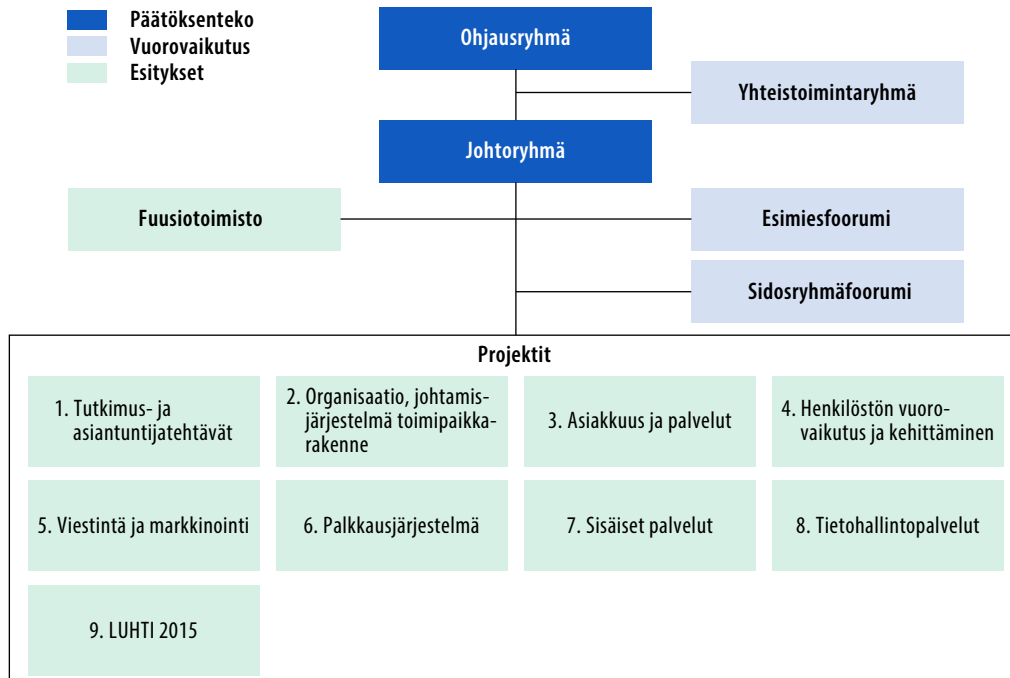 Päätöksenteko
Vuorovaikutus
Esitykset
Ohjausryhmä
Yhteistoimintaryhmä
Johtoryhmä
Fuusiotoimisto
Esimiesfoorumi
Sidosryhmäfoorumi
Projektit
1. Tutkimus- ja
asiantuntijatehtävät
2. Organisaatio, johtamis-
järjestelmä toimipaikka-
rakenne
3. Asiakkuus ja palvelut
4. Henkilöstön vuoro-
vaikutus ja kehittäminen
5. Viestintä ja markkinointi
6. Palkkausjärjestelmä
7. Sisäiset palvelut
8. Tietohallintopalvelut
9. LUHTI 2015